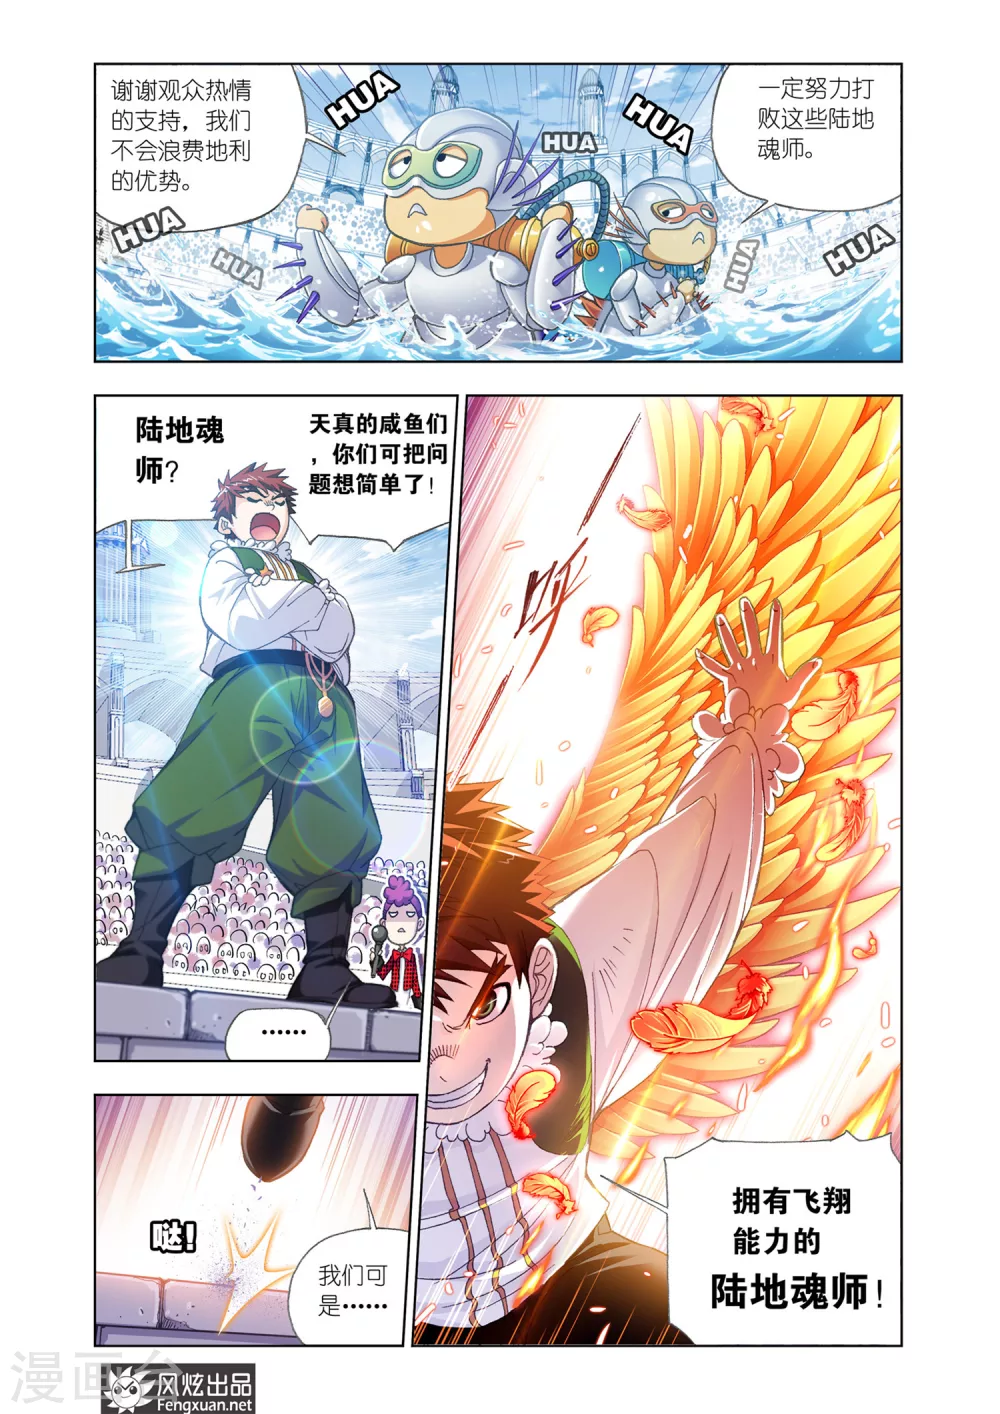 谢谢观众热情
的支持，我们
不会浪费地利
的优势。
一定努力打
败这些陆地
魂师。
HUA
HUA
HUA
HUA
HUA
HUA
HUA
陆地魂
师?
天真的咸鱼们
，你们可把问
题想简单了!
……
呼
哒!
我们可
是……
拥有飞翔
能力的
陆地魂师!
漫画台
风炫出品
Fengxuan.net